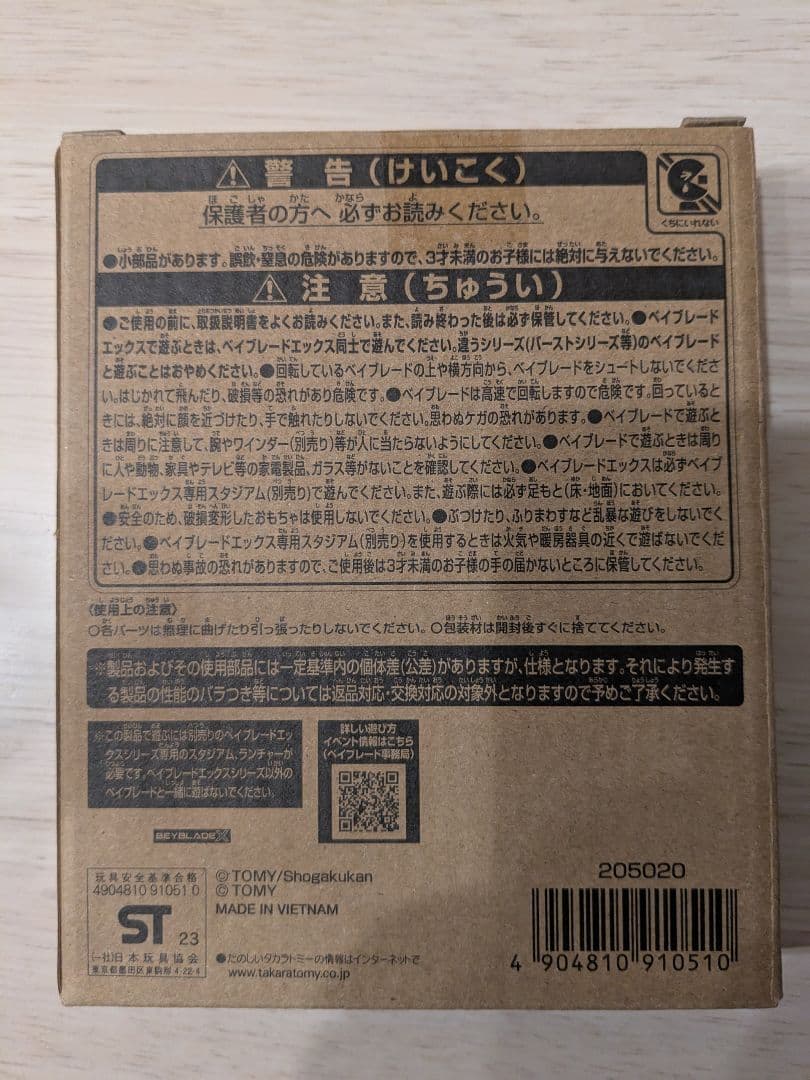 ⚠ 警告(けいこく)
くちにいれない
保護者の方へ 必ずお読みください。
●小部品があります。誤飲・窒息の危険がありますので、3才未満のお子様には絶対に与えないでください。
⚠ 注意(ちゅうい)
●ご使用の前に、取扱説明書をよくお読みください。また、読み終わった後は必ず保管してください。●ベイブレード
エックスで遊ぶときは、ベイブレードエックス同士で遊んでください。違うシリーズ(バーストシリーズ等)のベイブレード
と遊ぶことはおやめください。●回転しているベイブレードの上や横方向から、ベイブレードをシュートしないでくださ
い。はじかれて飛んだり、破損等の恐れがあり危険です。●ベイブレードは高速で回転しますので危険です。回っていると
きには、絶対に顔を近づけたり、手で触れたりしないでください。思わぬケガの恐れがあります。●ベイブレードで遊ぶと
きは周りに注意して、腕やワインダー(別売り)等が人に当たらないようにしてください。●ベイブレードで遊ぶときは周り
に人や動物、家具やテレビ等の家電製品、ガラス等がないことを確認してください。●ベイブレードエックスは必ずベイブ
レードエックス専用スタジアム(別売り)で遊んでください。また、遊ぶ際には必ず足もと(床・地面)においてください。
●安全のため、破損変形したおもちゃは使用しないでください。●ぶつけたり、ふりまわすなど乱暴な遊びをしないでく
ださい。●ベイブレードエックス専用スタジアム(別売り)を使用するときは火気や暖房器具の近くで遊ばないでくださ
い。●思わぬ事故の恐れがありますので、ご使用後は3才未満のお子様の手の届かないところに保管してください。
〈使用上の注意〉
○各パーツは無理に曲げたり引っ張ったりしないでください。○包装材は開封後すぐに捨ててください。
※製品およびその使用部品には一定基準内の個体差(公差)がありますが、仕様となります。それにより発生す
る製品の性能のバラつき等については返品対応・交換対応の対象外となりますので予めご了承ください。
※この製品で遊ぶには別売りのベイブレードエッ
クスシリーズ専用のスタジアム、ランチャーが
必要です。ベイブレードエックスシリーズ以外の
ベイブレードと一緒に遊ばないでください。
詳しい遊び方
イベント情報はこちら
(ベイブレード事務局)
BEYBLADE X
玩具安全基準合格
4904810 91051 0
ST 23
(一社)日本玩具協会
東京都墨田区東駒形4-22-4
©TOMY/Shogakukan
©TOMY
MADE IN VIETNAM
●たのしいタカラトミーの情報はインターネットで
www.takaratomy.co.jp
205020
4 904810 910510